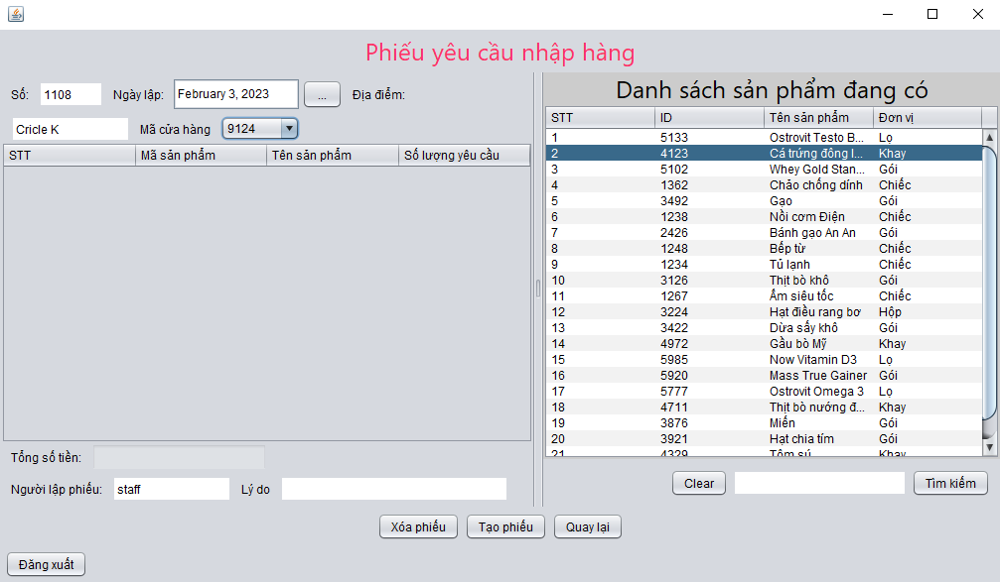 Phiếu yêu cầu nhập hàng
Số: 1108 Ngày lập: February 3, 2023 ... Địa điểm:
Cricle K Mã cửa hàng 9124
STT Mã sản phẩm Tên sản phẩm Số lượng yêu cầu
Tổng số tiền:
Người lập phiếu: staff Lý do
Danh sách sản phẩm đang có
STT ID Tên sản phẩm Đơn vị
1 5133 Ostrovit Testo B... Lọ
2 4123 Cá trứng đông l... Khay
3 5102 Whey Gold Stan... Gói
4 1362 Chảo chống dính Chiếc
5 3492 Gạo Gói
6 1238 Nồi cơm Điện Chiếc
7 2426 Bánh gạo An An Gói
8 1248 Bếp từ Chiếc
9 1234 Tủ lạnh Chiếc
10 3126 Thịt bò khô Gói
11 1267 Ấm siêu tốc Chiếc
12 3224 Hạt điều rang bơ Hộp
13 3422 Dừa sấy khô Gói
14 4972 Gầu bò Mỹ Khay
15 5985 Now Vitamin D3 Lọ
16 5920 Mass True Gainer Gói
17 5777 Ostrovit Omega 3 Lọ
18 4711 Thịt bò nướng đ... Khay
19 3876 Miến Gói
20 3921 Hạt chia tím Gói
21 4329 Tôm sú Khay
Clear Tìm kiếm
Xóa phiếu Tạo phiếu Quay lại
Đăng xuất